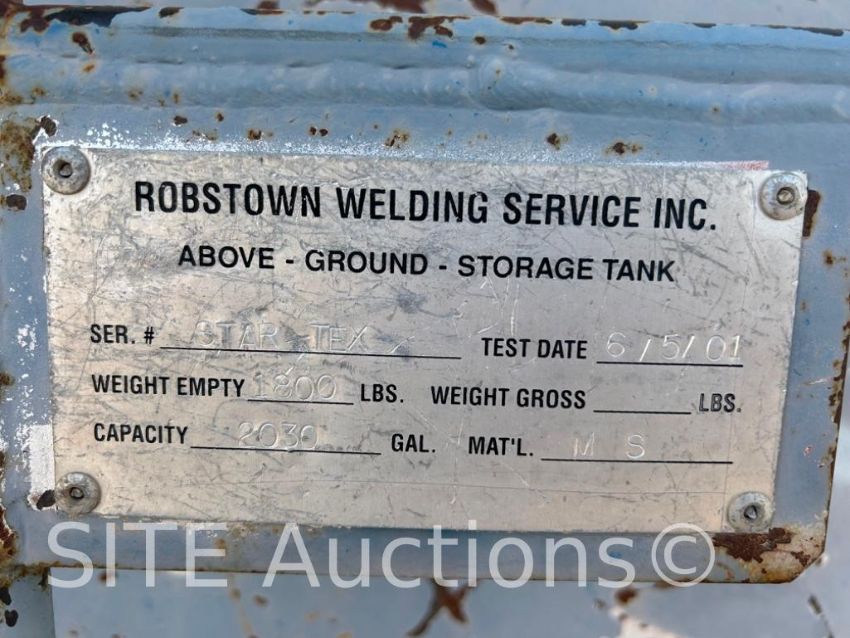 ROBSTOWN WELDING SERVICE INC.
ABOVE - GROUND - STORAGE TANK
SER. # STAR TEX TEST DATE 6/5/01
WEIGHT EMPTY 1800 LBS. WEIGHT GROSS LBS.
CAPACITY 2030 GAL. MAT'L. M S
SITE Auctions©